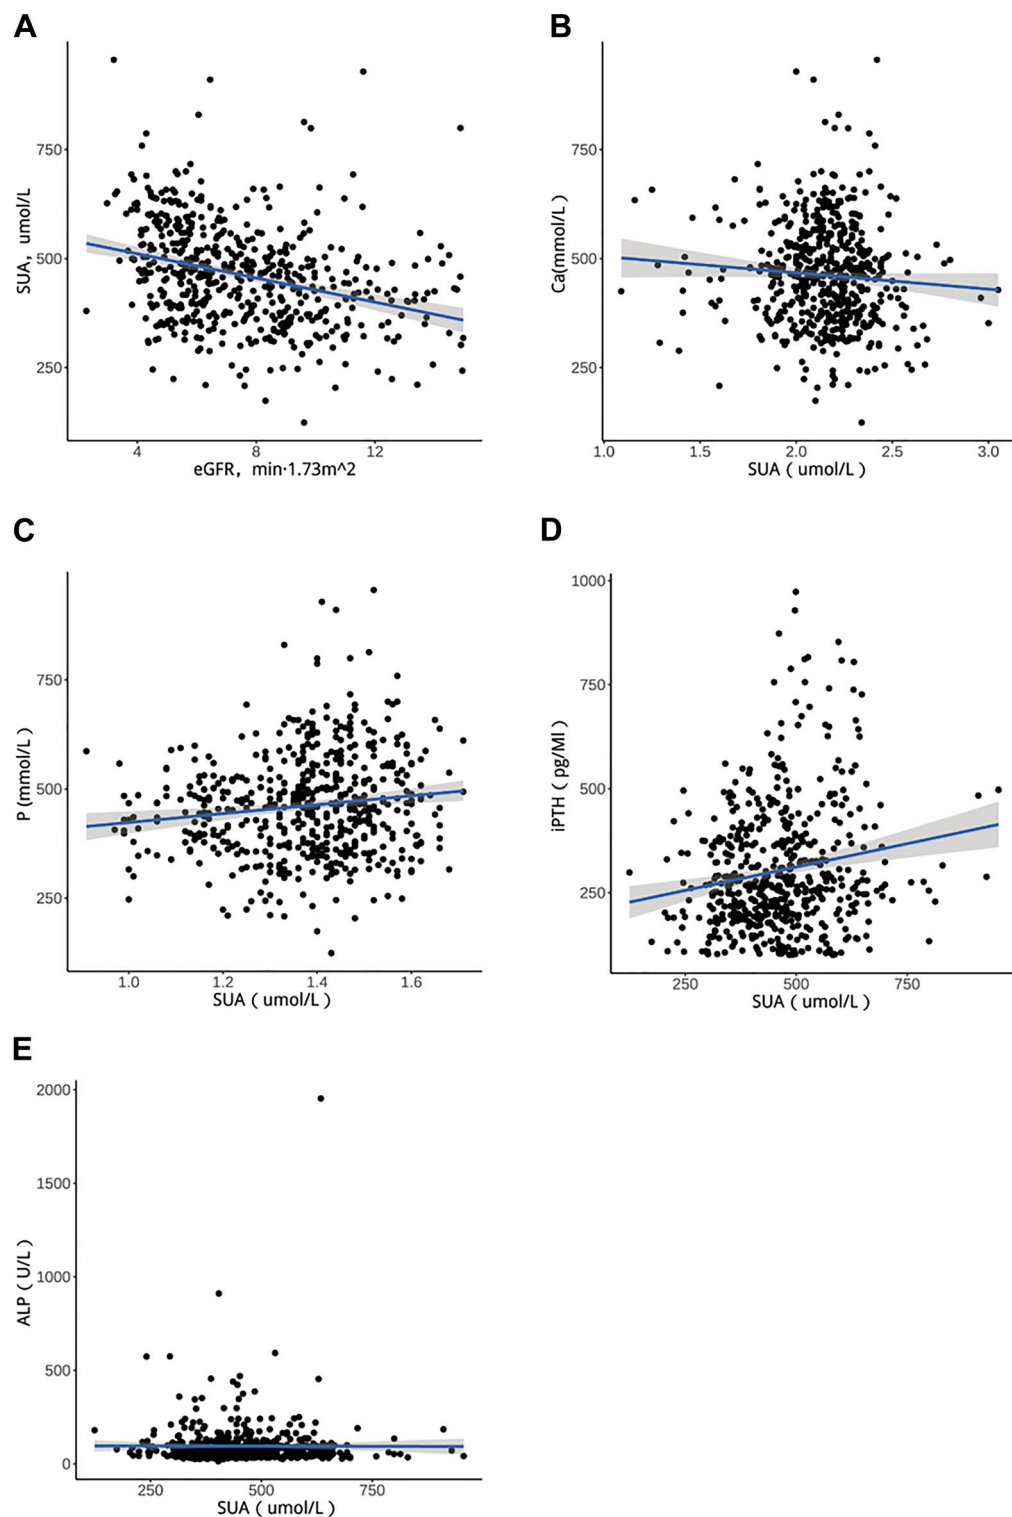 A
SUA, umol/L
750
500
250
4
8
12
eGFR, min·1.73m^2
B
Ca(mmol/L)
750
500
250
1.0
1.5
2.0
2.5
3.0
SUA ( umol/L )
C
P (mmol/L)
750
500
250
1.0
1.2
1.4
1.6
SUA ( umol/L )
D
iPTH ( pg/Ml )
1000
750
500
250
250
500
750
SUA ( umol/L )
E
ALP ( U/L )
2000
1500
1000
500
0
250
500
750
SUA ( umol/L )